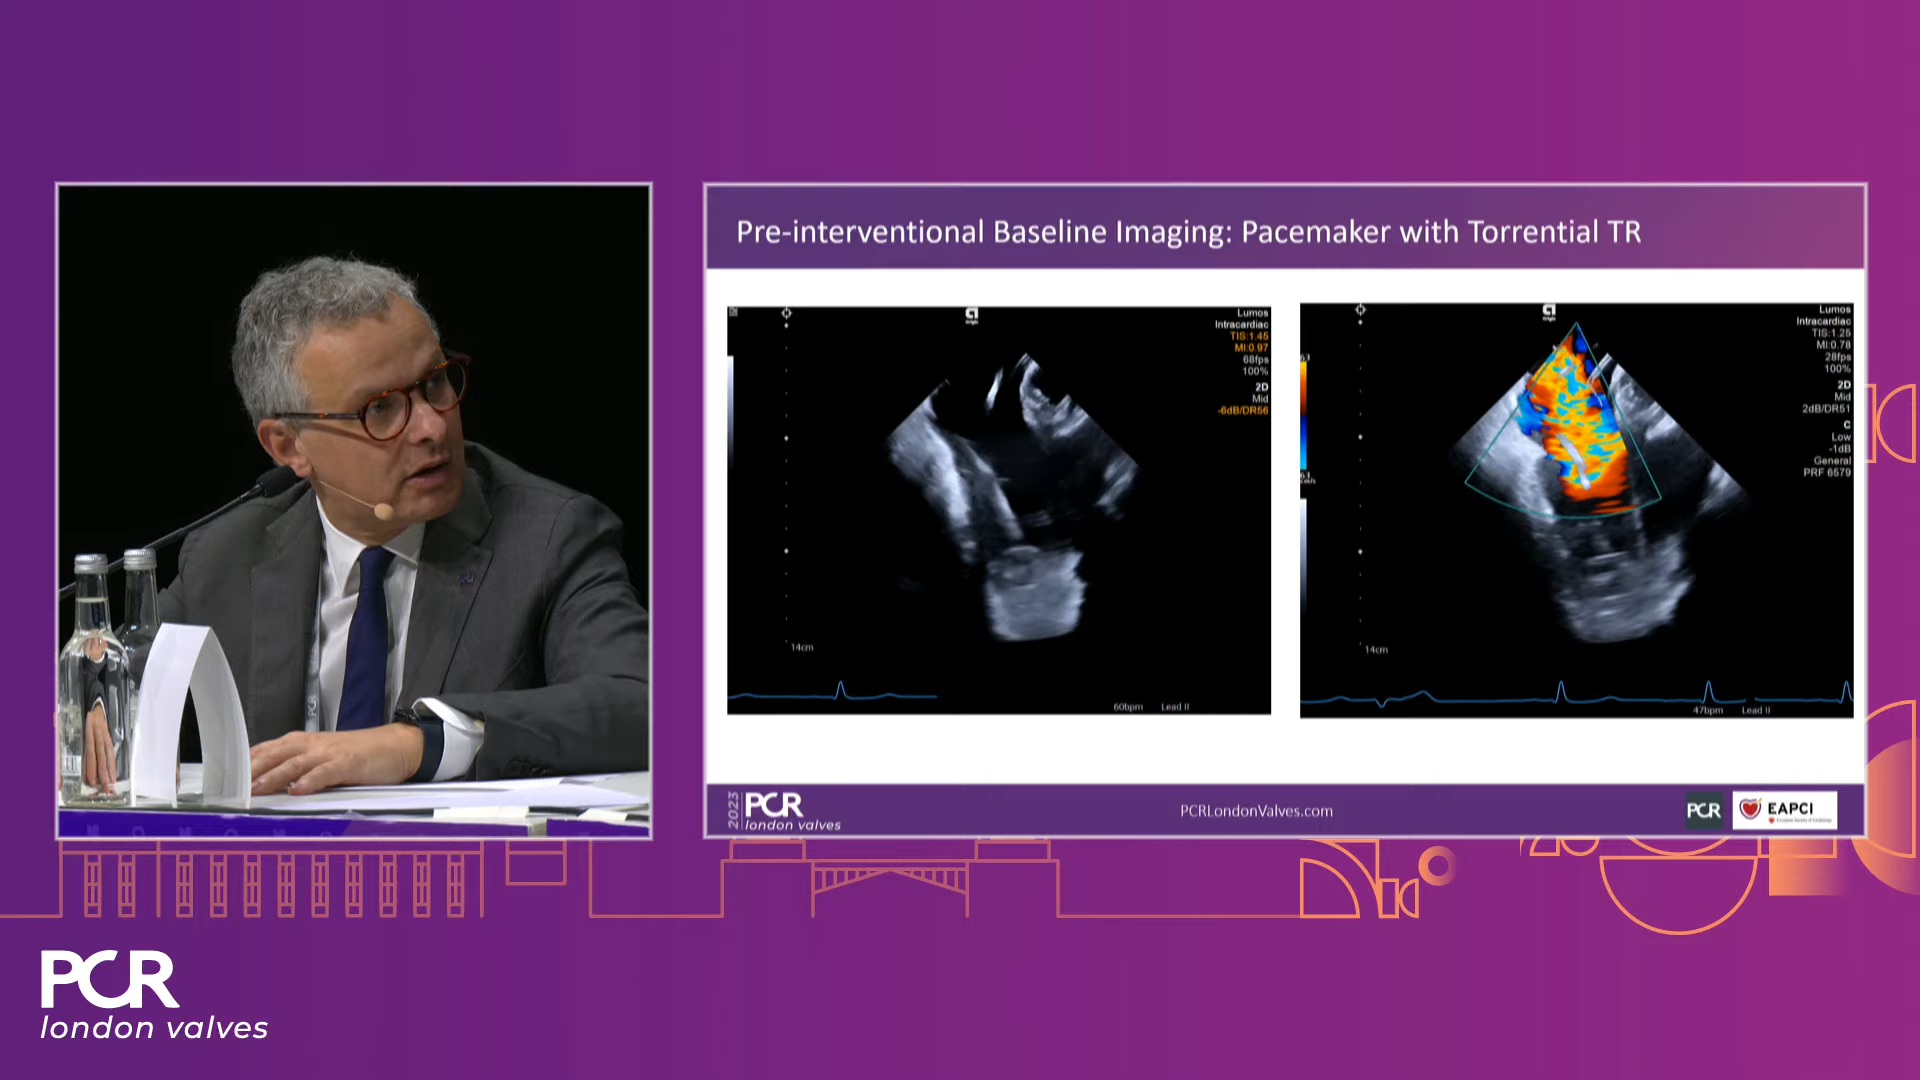 Pre-interventional Baseline Imaging: Pacemaker with Torrential TR
Lumos
Intracardiac
TIS:1.45
MI:0.97
68fps
100%
2D
Mid
-6dB/DR56
14cm
60bpm Lead II
Lumos
Intracardiac
TIS:1.25
MI:0.78
28fps
100%
2D
Mid
2dB/DR51
C
Low
-1dB
General
PRF 6579
14cm
47bpm Lead II
2023
PCR
london valves
PCRLondonValves.com
PCR
EAPCI
PCR
london valves